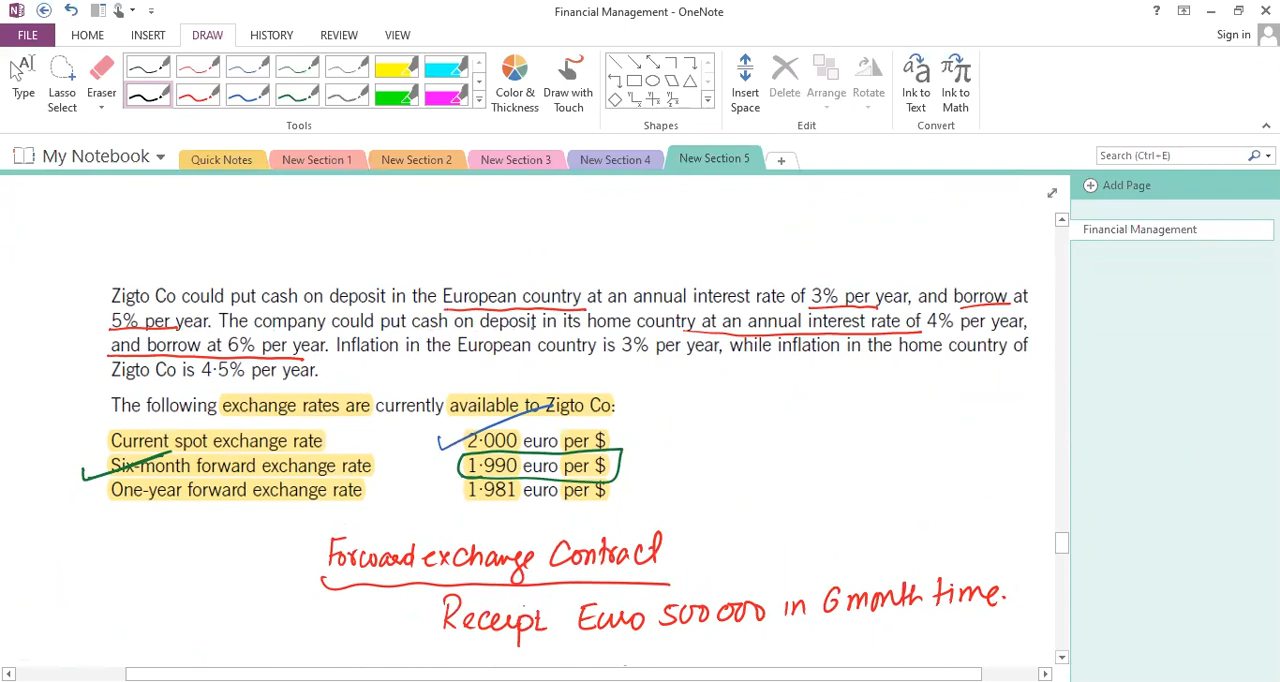 Financial Management - OneNote
?
FILE HOME INSERT DRAW HISTORY REVIEW VIEW Sign in
Type
Lasso Select
Eraser
Color & Thickness
Draw with Touch
Insert Space
Delete
Arrange
Rotate
Ink to Text
Ink to Math
Tools Shapes Edit Convert
My Notebook Quick Notes New Section 1 New Section 2 New Section 3 New Section 4 New Section 5 Search (Ctrl+E)
Add Page
Financial Management
Zigto Co could put cash on deposit in the European country at an annual interest rate of 3% per year, and borrow at
5% per year. The company could put cash on deposit in its home country at an annual interest rate of 4% per year,
and borrow at 6% per year. Inflation in the European country is 3% per year, while inflation in the home country of
Zigto Co is 4·5% per year.
The following exchange rates are currently available to Zigto Co:
Current spot exchange rate 2·000 euro per $
Six-month forward exchange rate 1·990 euro per $
One-year forward exchange rate 1·981 euro per $
Forward exchange Contract
Receipt Euro 500 000 in 6 month time.